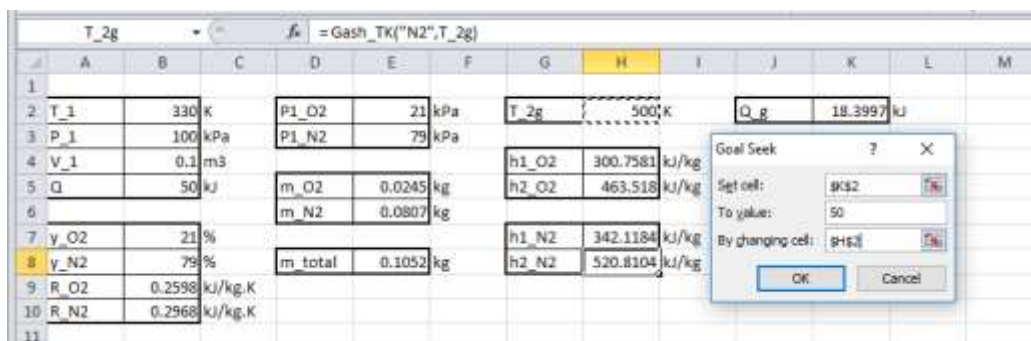 T_2g fx =Gash_TK("N2",T_2g)
A B C D E F G H I J K L M
1
2 T_1 330 K P1_O2 21 kPa T_2g 500 K Q_g 18.3997 kJ
3 P_1 100 kPa P1_N2 79 kPa
Goal Seek ? ×
4 V_1 0.1 m3 h1_O2 300.7581 kJ/kg
5 Q 50 kJ m_O2 0.0245 kg h2_O2 463.518 kJ/kg
Set cell: $K$2
6 m_N2 0.0807 kg
To value: 50
7 y_O2 21 % h1_N2 342.1184 kJ/kg
By changing cell: $H$2
8 y_N2 79 % m_total 0.1052 kg h2_N2 520.8104 kJ/kg
OK Cancel
9 R_O2 0.2598 kJ/kg.K
10 R_N2 0.2968 kJ/kg.K
11